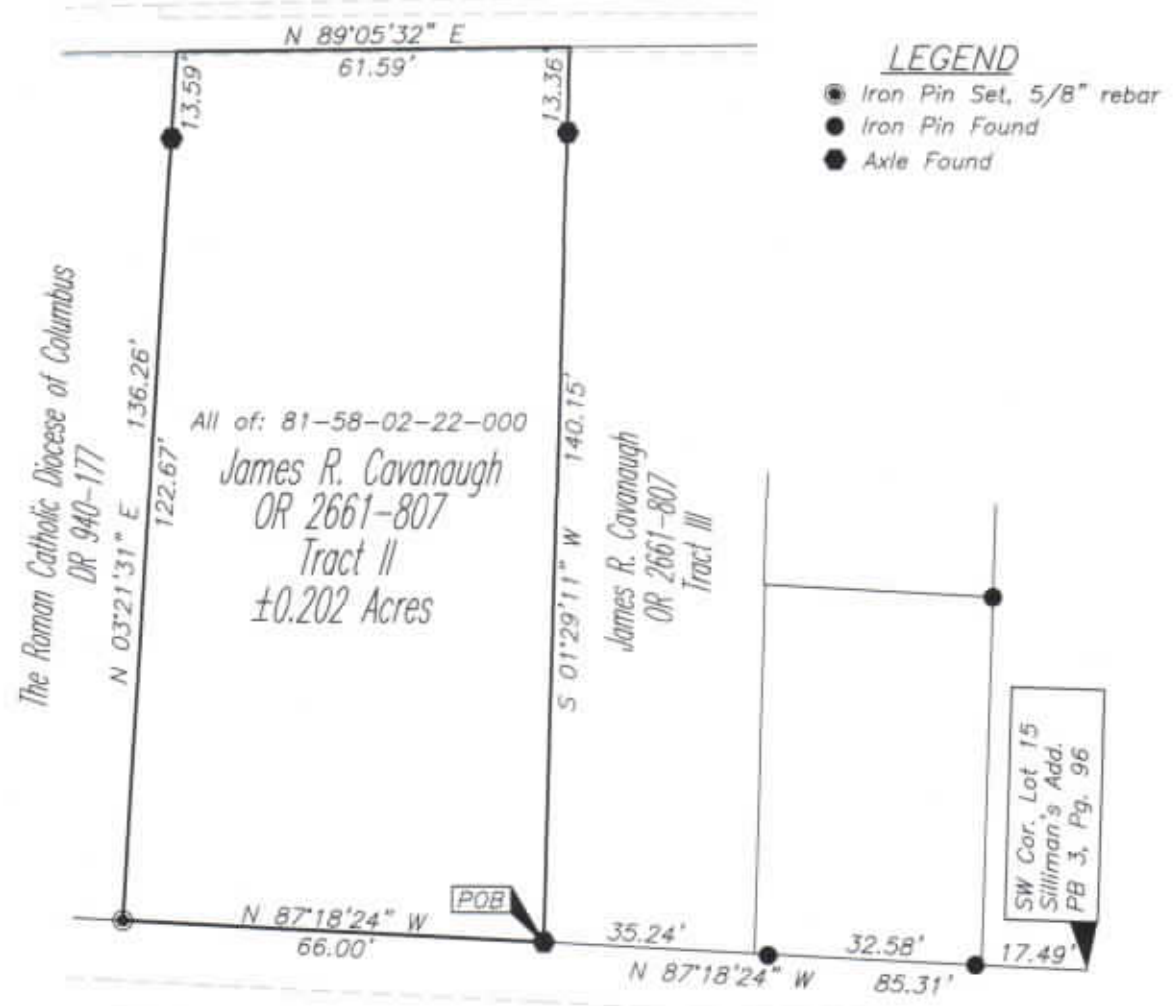 N 89°05'32" E
61.59'
13.59'
13.36'
LEGEND
Iron Pin Set, 5/8" rebar
Iron Pin Found
Axle Found
The Roman Catholic Diocese of Columbus
DR 940-177
N 03°21'31" E
136.26'
122.67'
All of: 81-58-02-22-000
James R. Cavanaugh
OR 2661-807
Tract II
±0.202 Acres
S 01°29'11" W
140.15'
James R. Cavanaugh
OR 2661-807
Tract III
SW Cor. Lot 15
Silliman's Add.
PB 3, Pg. 96
POB
N 87°18'24" W
66.00'
35.24'
32.58'
17.49'
N 87°18'24" W
85.31'